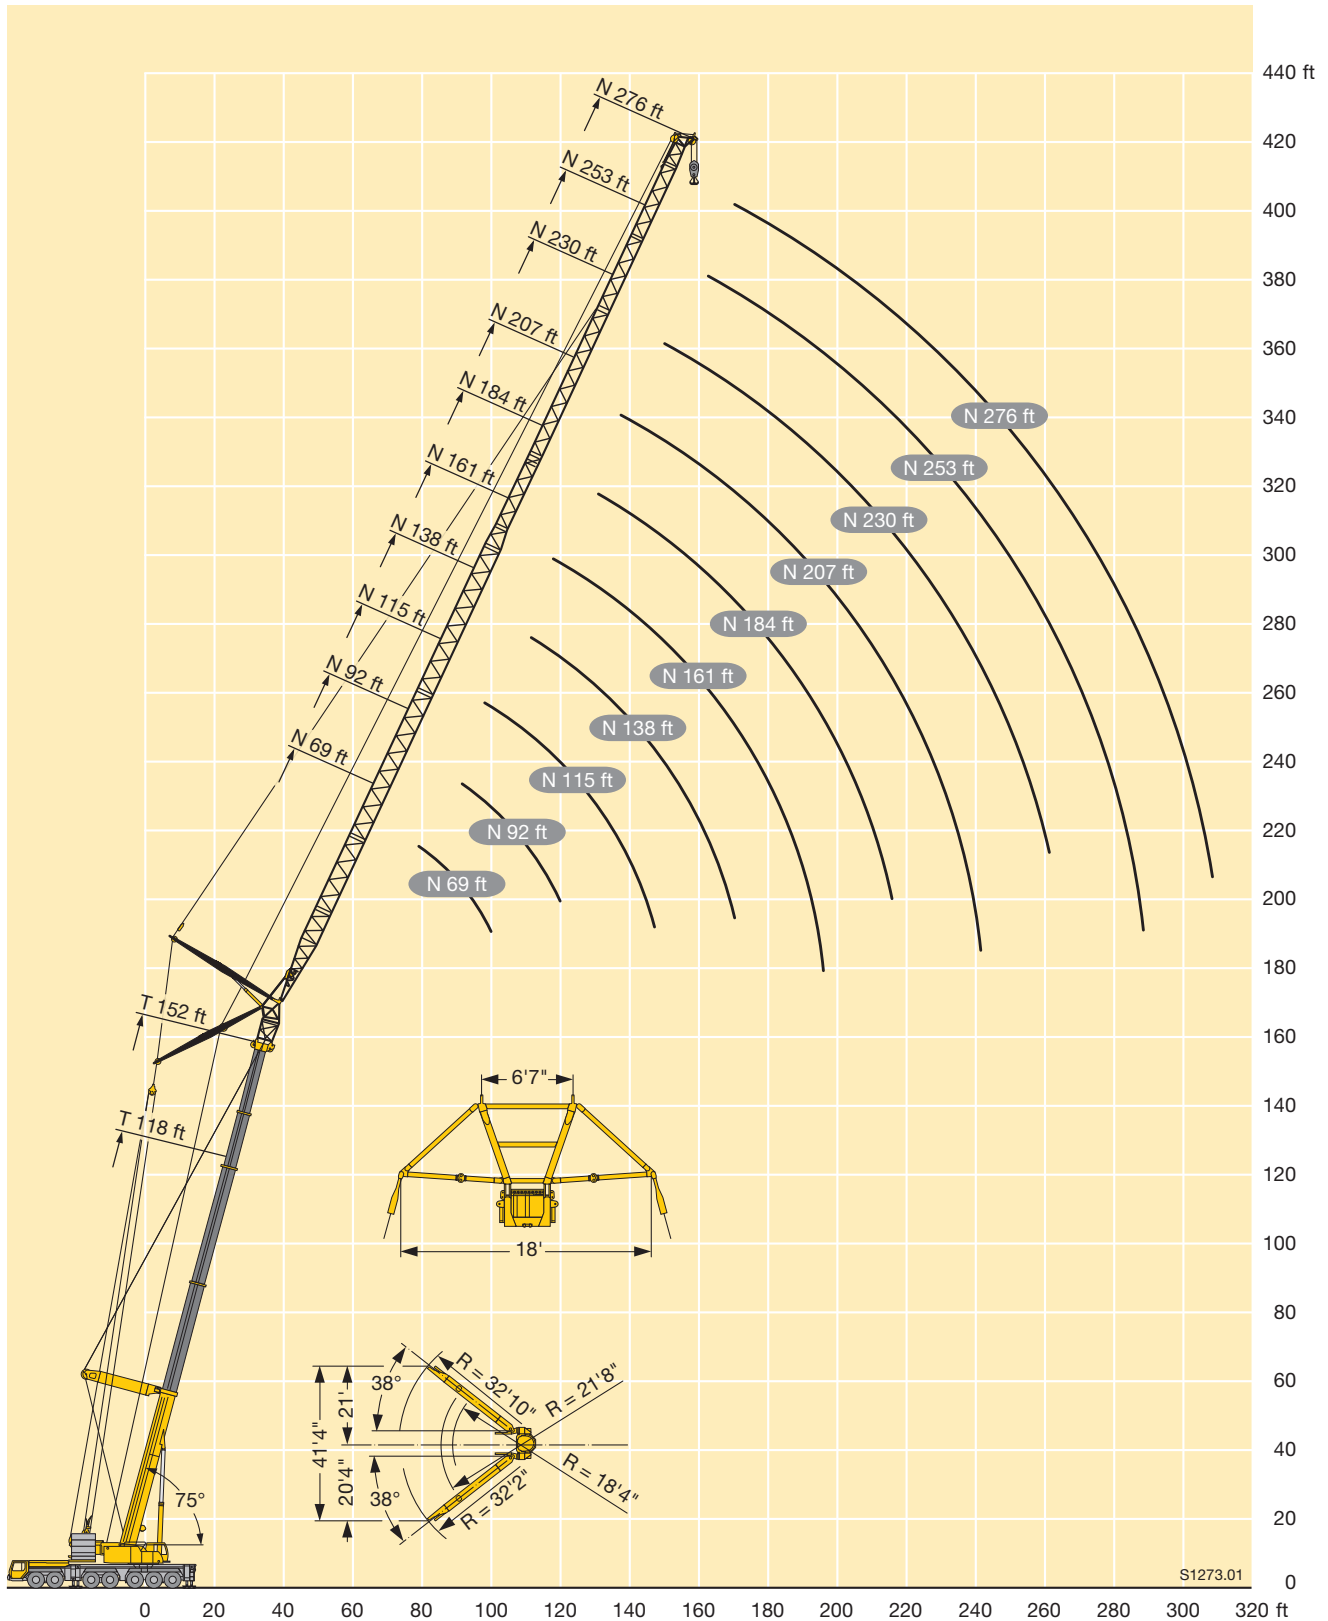 440 ft
420
400
380
360
340
320
300
280
260
240
220
200
180
160
140
120
100
80
60
40
20
0
N 276 ft
N 253 ft
N 230 ft
N 207 ft
N 184 ft
N 161 ft
N 138 ft
N 115 ft
N 92 ft
N 69 ft
T 152 ft
T 118 ft
N 276 ft
N 253 ft
N 230 ft
N 207 ft
N 184 ft
N 161 ft
N 138 ft
N 115 ft
N 92 ft
N 69 ft
6'7"
18'
38°
R = 32'10"
R = 21'8"
21'
41'4"
20'4"
38°
R = 32'2"
R = 18'4"
75°
S1273.01
0 20 40 60 80 100 120 140 160 180 200 220 240 260 280 300 320 ft